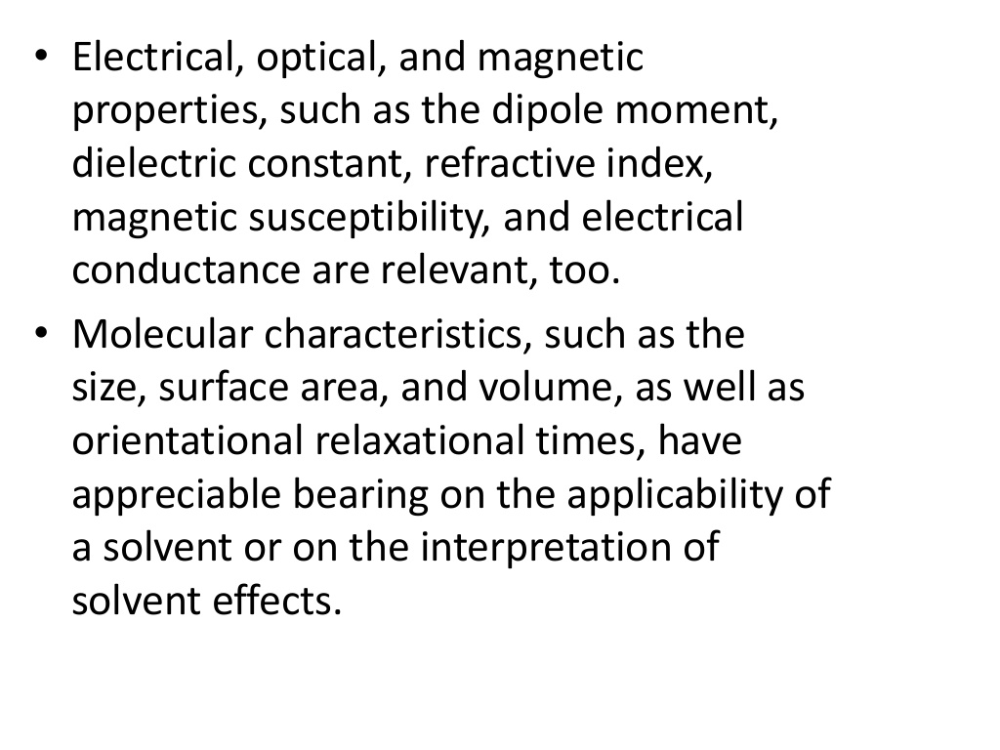 • Electrical, optical, and magnetic
properties, such as the dipole moment,
dielectric constant, refractive index,
magnetic susceptibility, and electrical
conductance are relevant, too.
• Molecular characteristics, such as the
size, surface area, and volume, as well as
orientational relaxational times, have
appreciable bearing on the applicability of
a solvent or on the interpretation of
solvent effects.